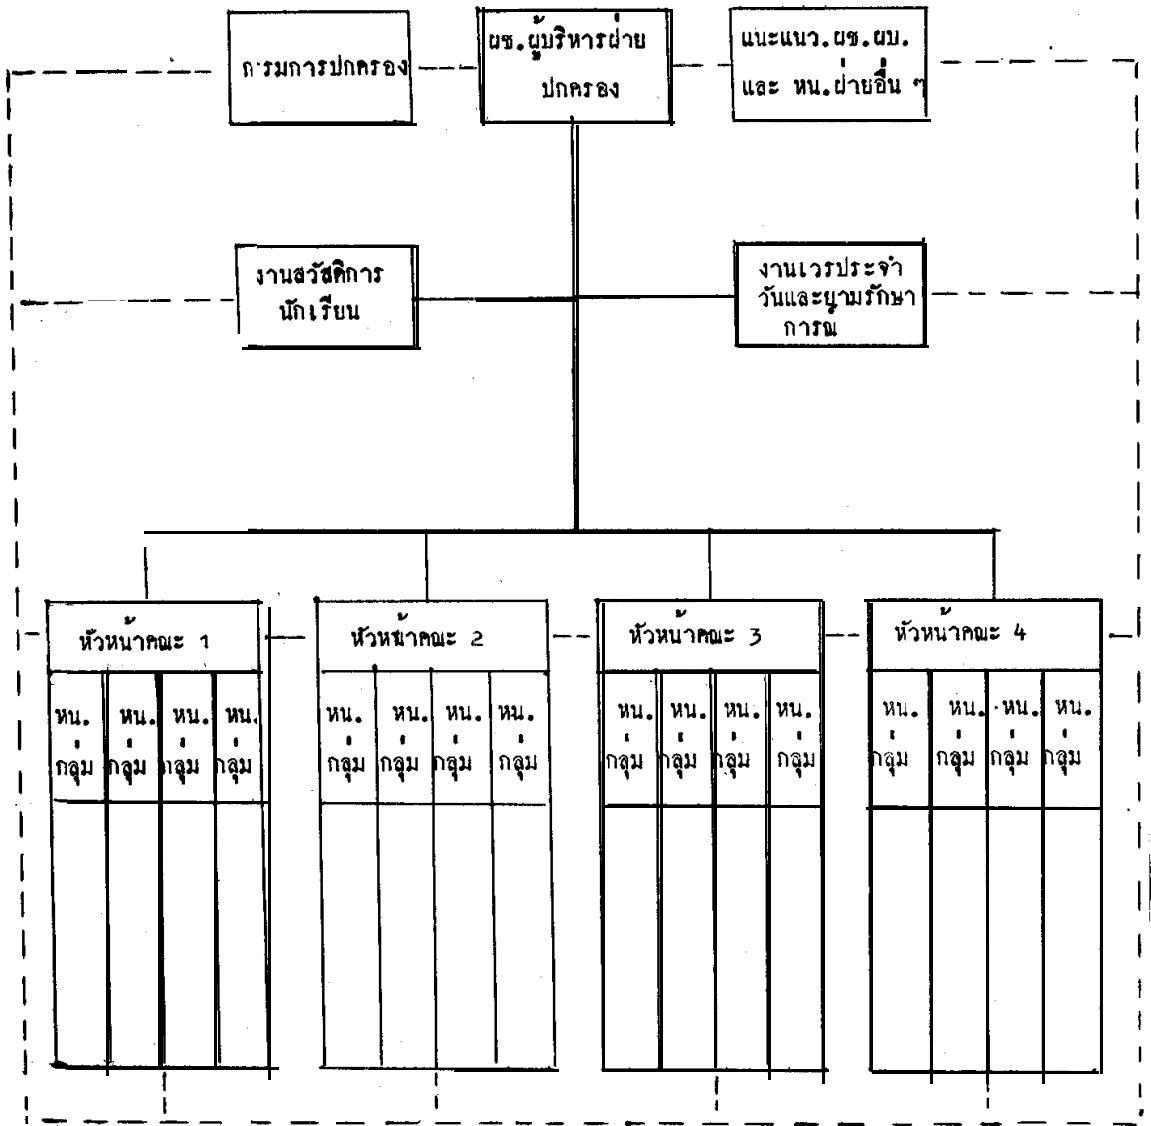 กรมการปกครอง
ผช.ผู้บริหารฝ่าย
ปกครอง
แนะแนว.ผช.ผบ.
และ หน.ฝ่ายอื่น ๆ
งานสวัสดิการ
นักเรียน
งานเวรประจำ
วันและยามรักษา
การณ์
หัวหน้าคณะ 1
หัวหน้าคณะ 2
หัวหน้าคณะ 3
หัวหน้าคณะ 4
หน. หน. หน. หน.
กลุ่ม กลุ่ม กลุ่ม กลุ่ม
หน. หน. หน. หน.
กลุ่ม กลุ่ม กลุ่ม กลุ่ม
หน. หน. หน. หน.
กลุ่ม กลุ่ม กลุ่ม กลุ่ม
หน. หน. หน. หน.
กลุ่ม กลุ่ม กลุ่ม กลุ่ม